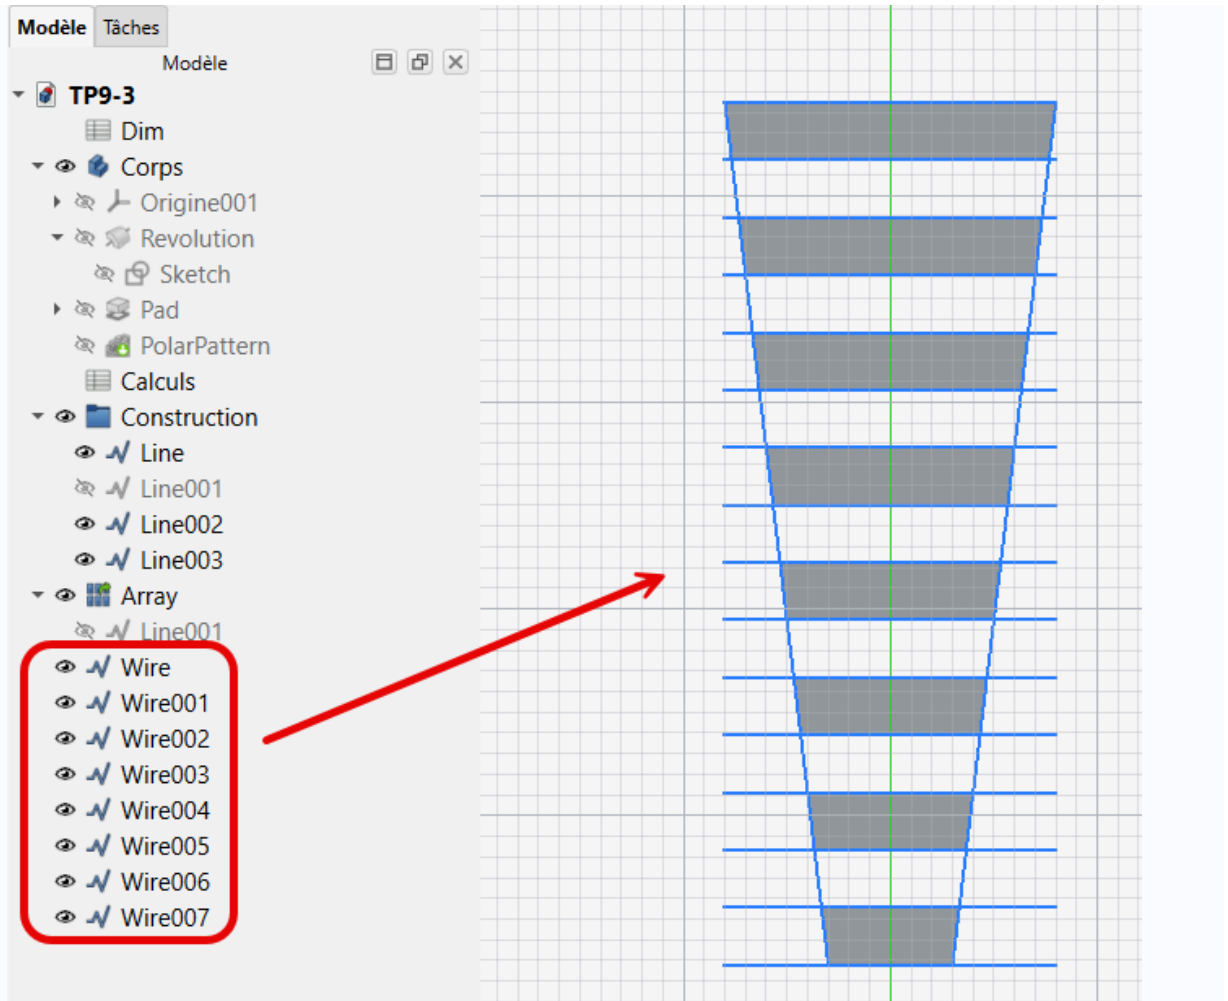 Modèle Tâches
Modèle
TP9-3
Dim
Corps
Origine001
Revolution
Sketch
Pad
PolarPattern
Calculs
Construction
Line
Line001
Line002
Line003
Array
Line001
Wire
Wire001
Wire002
Wire003
Wire004
Wire005
Wire006
Wire007